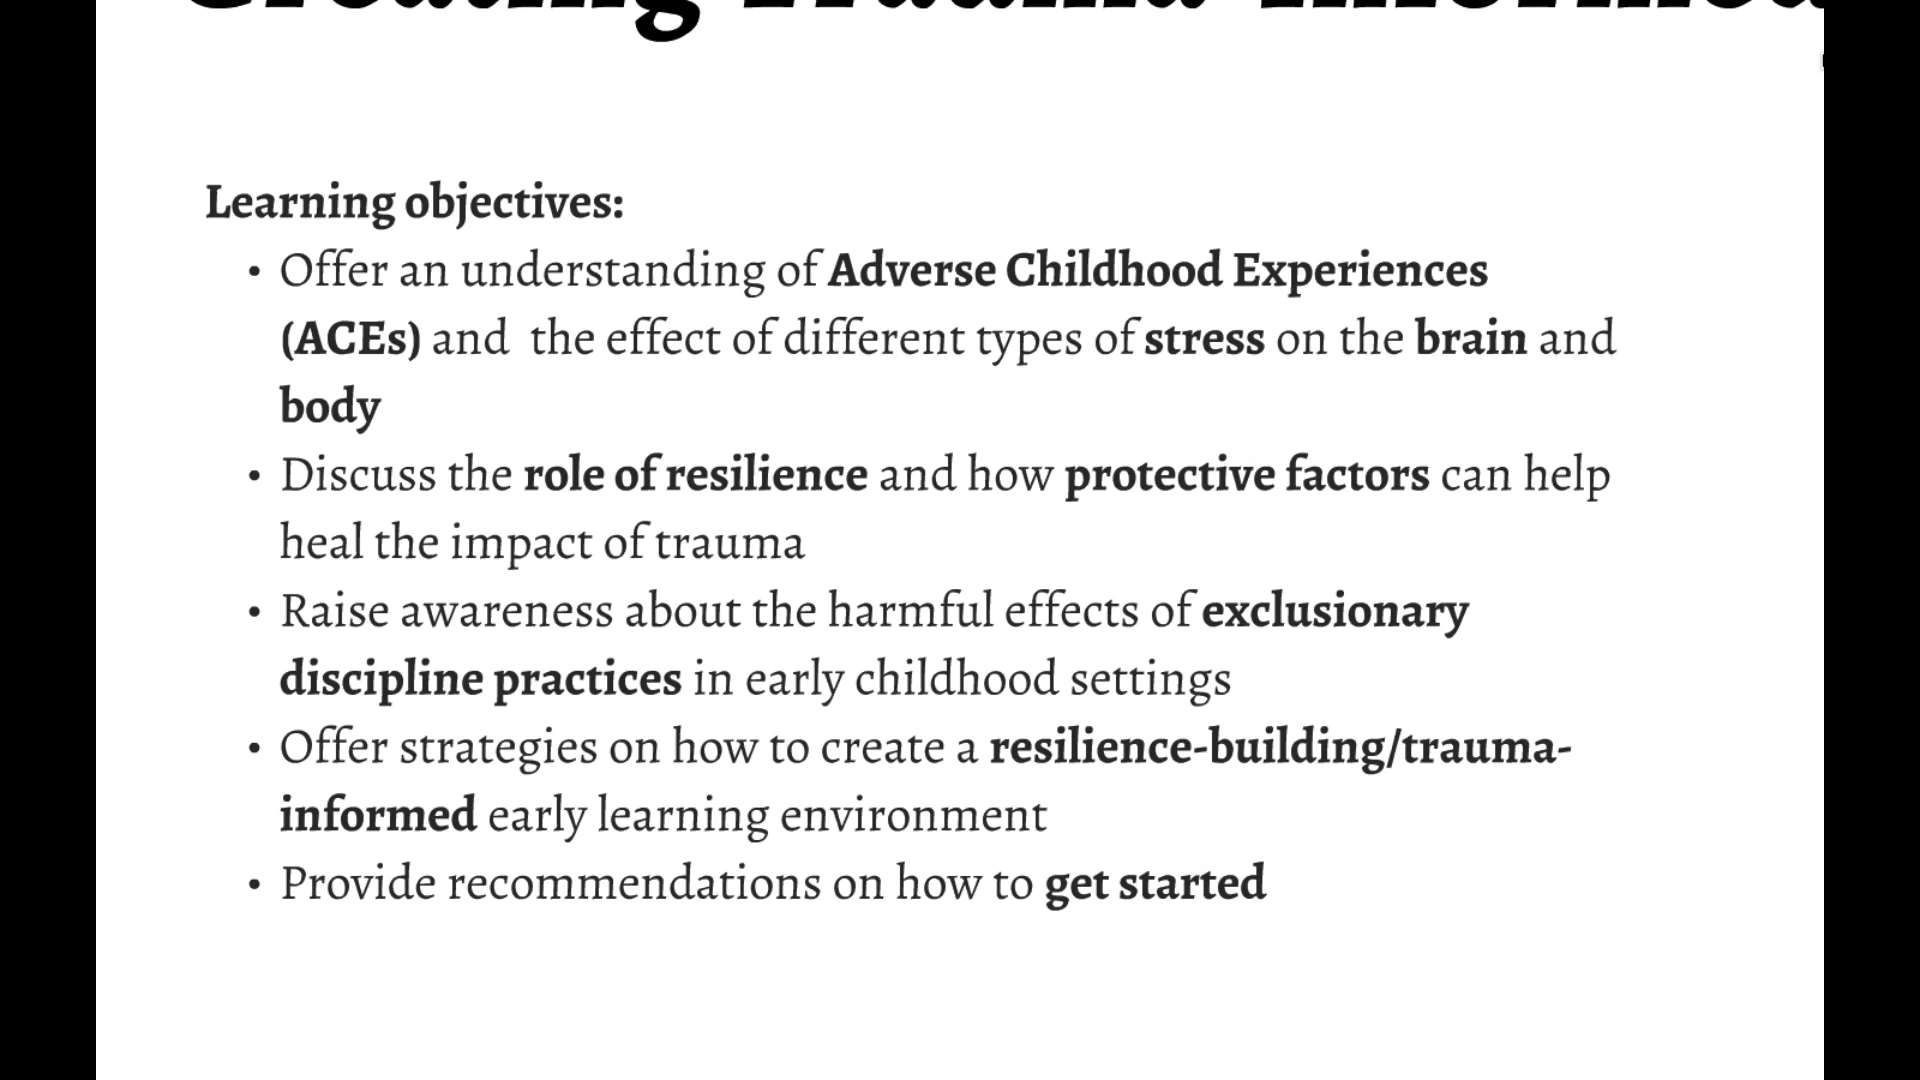 Creating Trauma-Informed
Learning objectives:
• Offer an understanding of Adverse Childhood Experiences
(ACEs) and  the effect of different types of stress on the brain and
body
• Discuss the role of resilience and how protective factors can help
heal the impact of trauma
• Raise awareness about the harmful effects of exclusionary
discipline practices in early childhood settings
• Offer strategies on how to create a resilience-building/trauma-
informed early learning environment
• Provide recommendations on how to get started